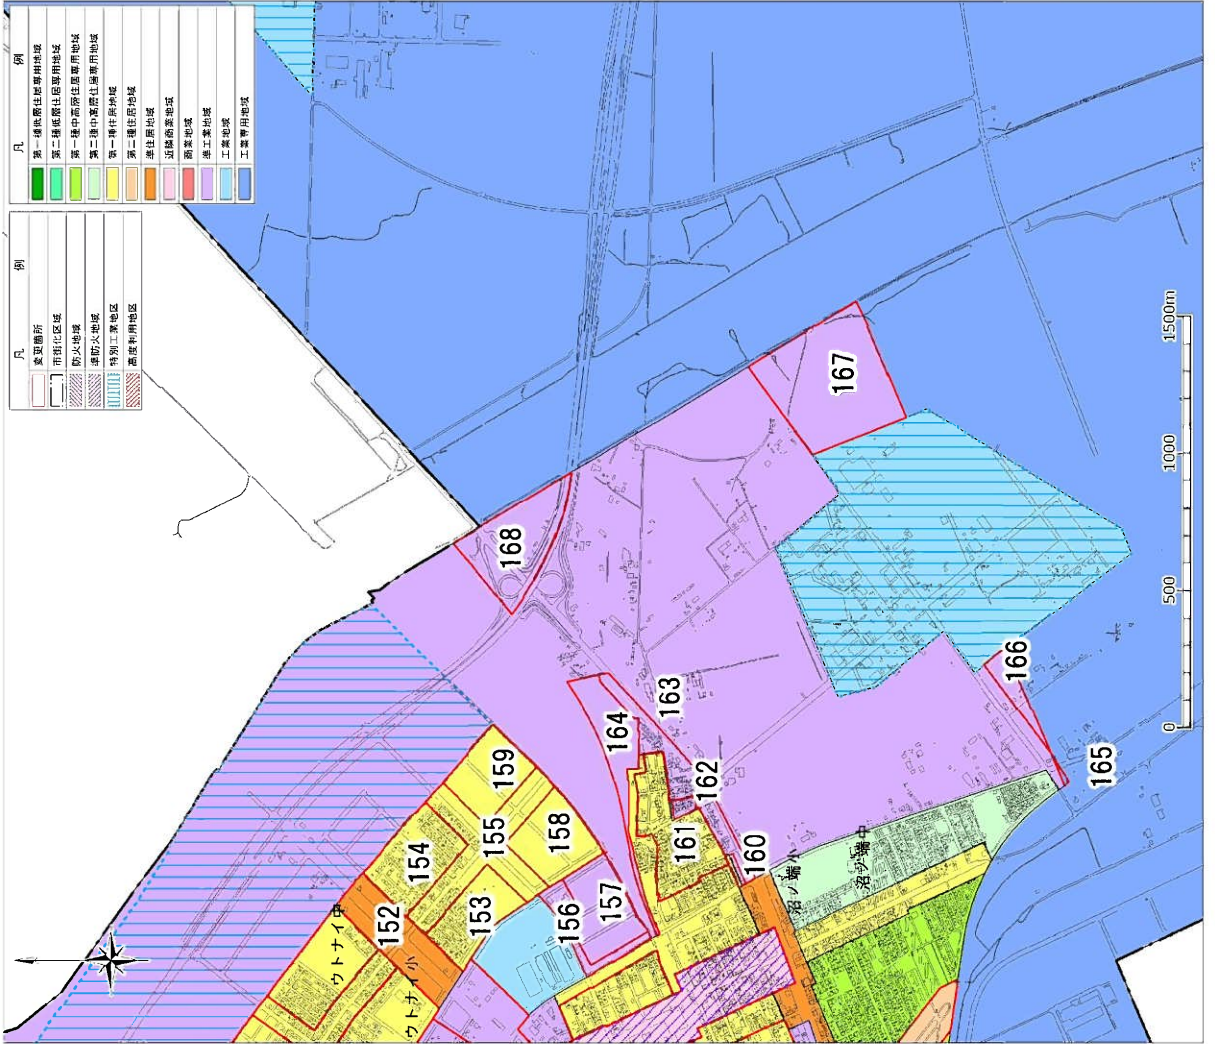 凡 例
第一種低層住居専用地域
第二種低層住居専用地域
第一種中高層住居専用地域
第二種中高層住居専用地域
第一種住居地域
第二種住居地域
準住居地域
近隣商業地域
商業地域
準工業地域
工業地域
工業専用地域
凡 例
変更箇所
市街化区域
防火地域
準防火地域
特別工業地区
高度利用地区
168
167
166
165
164
163
162
161
160
159
158
157
156
155
154
153
152
ウトナイ中
ウトナイ小
沼ノ端小
沼ノ端中
0 500 1000 1500m